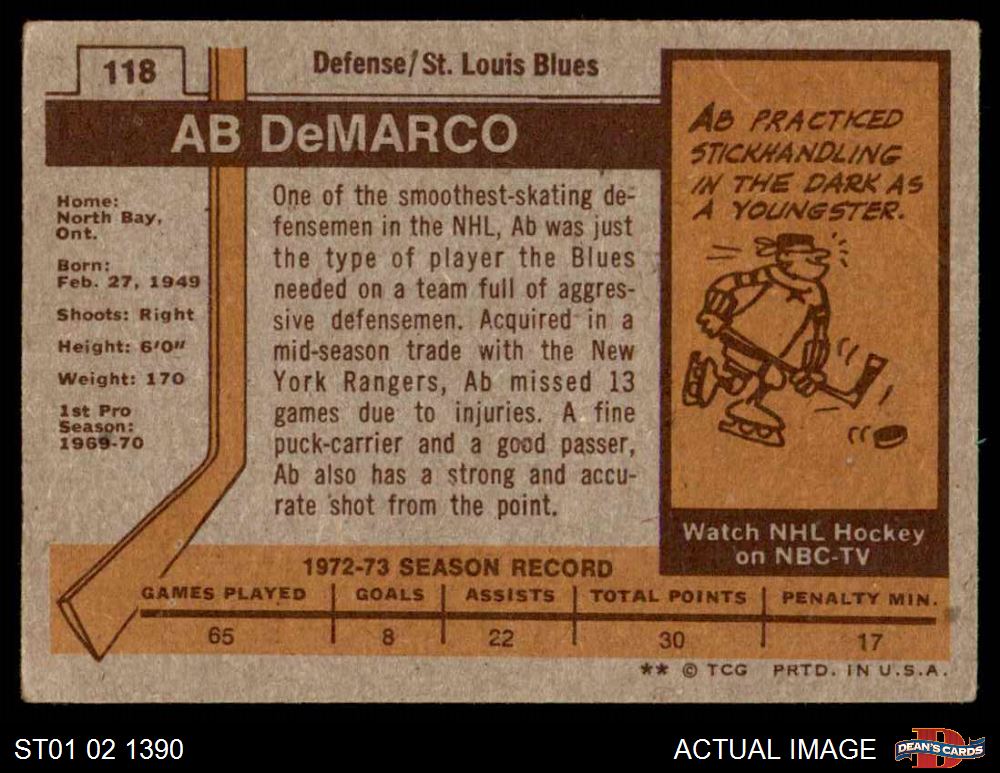 118
Defense/St. Louis Blues
AB DeMARCO
Home:
North Bay,
Ont.
Born:
Feb. 27, 1949
Shoots: Right
Height: 6'0"
Weight: 170
1st Pro
Season:
1969-70
One of the smoothest-skating de-
fensemen in the NHL, Ab was just
the type of player the Blues
needed on a team full of aggres-
sive defensemen. Acquired in a
mid-season trade with the New
York Rangers, Ab missed 13
games due to injuries. A fine
puck-carrier and a good passer,
Ab also has a strong and accu-
rate shot from the point.
AB PRACTICED
STICKHANDLING
IN THE DARK AS
A YOUNGSTER.
Watch NHL Hockey
on NBC-TV
1972-73 SEASON RECORD
GAMES PLAYED GOALS ASSISTS TOTAL POINTS PENALTY MIN.
65 8 22 30 17
** © TCG PRTD. IN U.S.A.
ST01 02 1390
ACTUAL IMAGE
D
DEAN'S CARDS